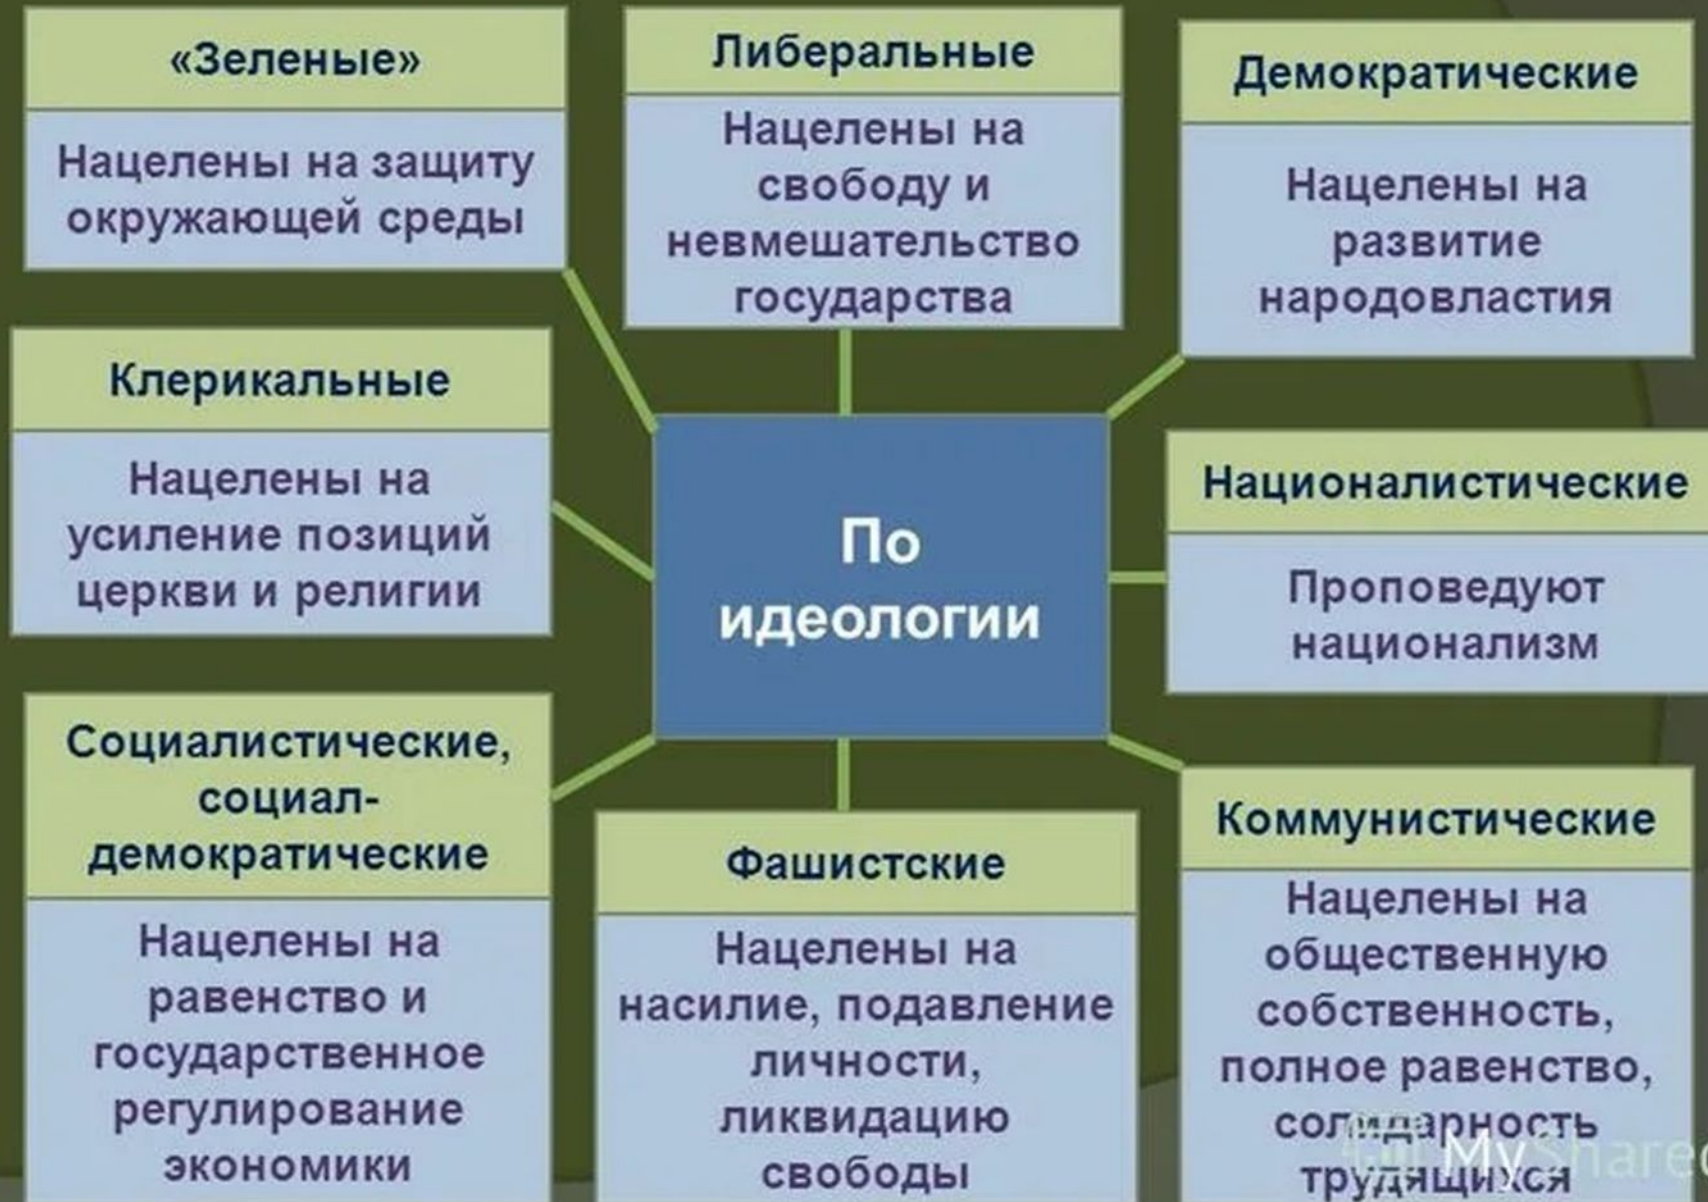 «Зеленые»
Нацелены на защиту
окружающей среды
Либеральные
Нацелены на
свободу и
невмешательство
государства
Демократические
Нацелены на
развитие
народовластия
Клерикальные
Нацелены на
усиление позиций
церкви и религии
По
идеологии
Националистические
Проповедуют
национализм
Социалистические,
социал-
демократические
Нацелены на
равенство и
государственное
регулирование
экономики
Фашистские
Нацелены на
насилие, подавление
личности,
ликвидацию
свободы
Коммунистические
Нацелены на
общественную
собственность,
полное равенство,
солидарность
трудящихся
MyShared